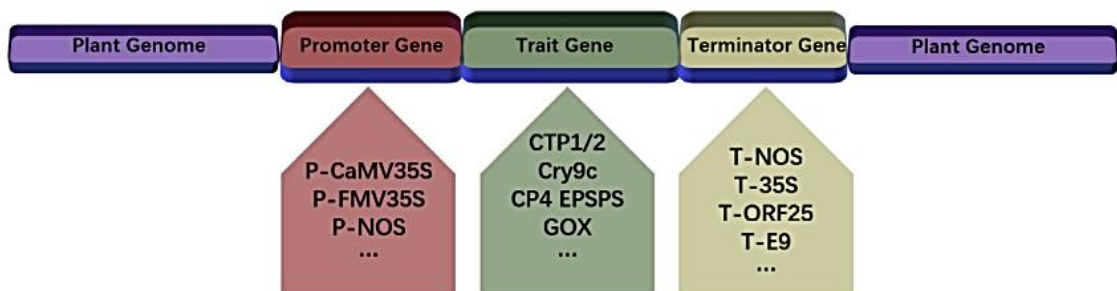 Plant Genome
Promoter Gene
Trait Gene
Terminator Gene
Plant Genome
P-CaMV35S
P-FMV35S
P-NOS
...
CTP1/2
Cry9c
CP4 EPSPS
GOX
...
T-NOS
T-35S
T-ORF25
T-E9
...